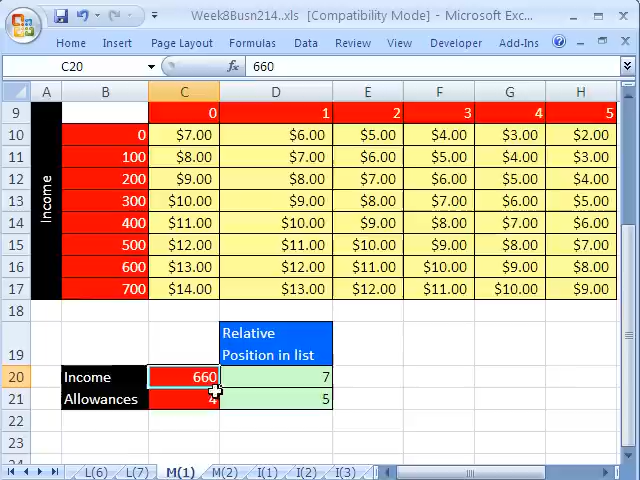 Week8Busn214..xls [Compatibility Mode] - Microsoft Exc...
Home Insert Page Layout Formulas Data Review View Developer Add-Ins
C20 fx 660
A B C D E F G H
9 0 1 2 3 4 5
10 0 $7.00 $6.00 $5.00 $4.00 $3.00 $2.00
11 100 $8.00 $7.00 $6.00 $5.00 $4.00 $3.00
12 200 $9.00 $8.00 $7.00 $6.00 $5.00 $4.00
13 300 $10.00 $9.00 $8.00 $7.00 $6.00 $5.00
14 400 $11.00 $10.00 $9.00 $8.00 $7.00 $6.00
15 500 $12.00 $11.00 $10.00 $9.00 $8.00 $7.00
16 600 $13.00 $12.00 $11.00 $10.00 $9.00 $8.00
17 700 $14.00 $13.00 $12.00 $11.00 $10.00 $9.00
Income
18
Relative
19 Position in list
20 Income 660 7
21 Allowances 4 5
22
23
24
L(6) L(7) M(1) M(2) I(1) I(2) I(3)